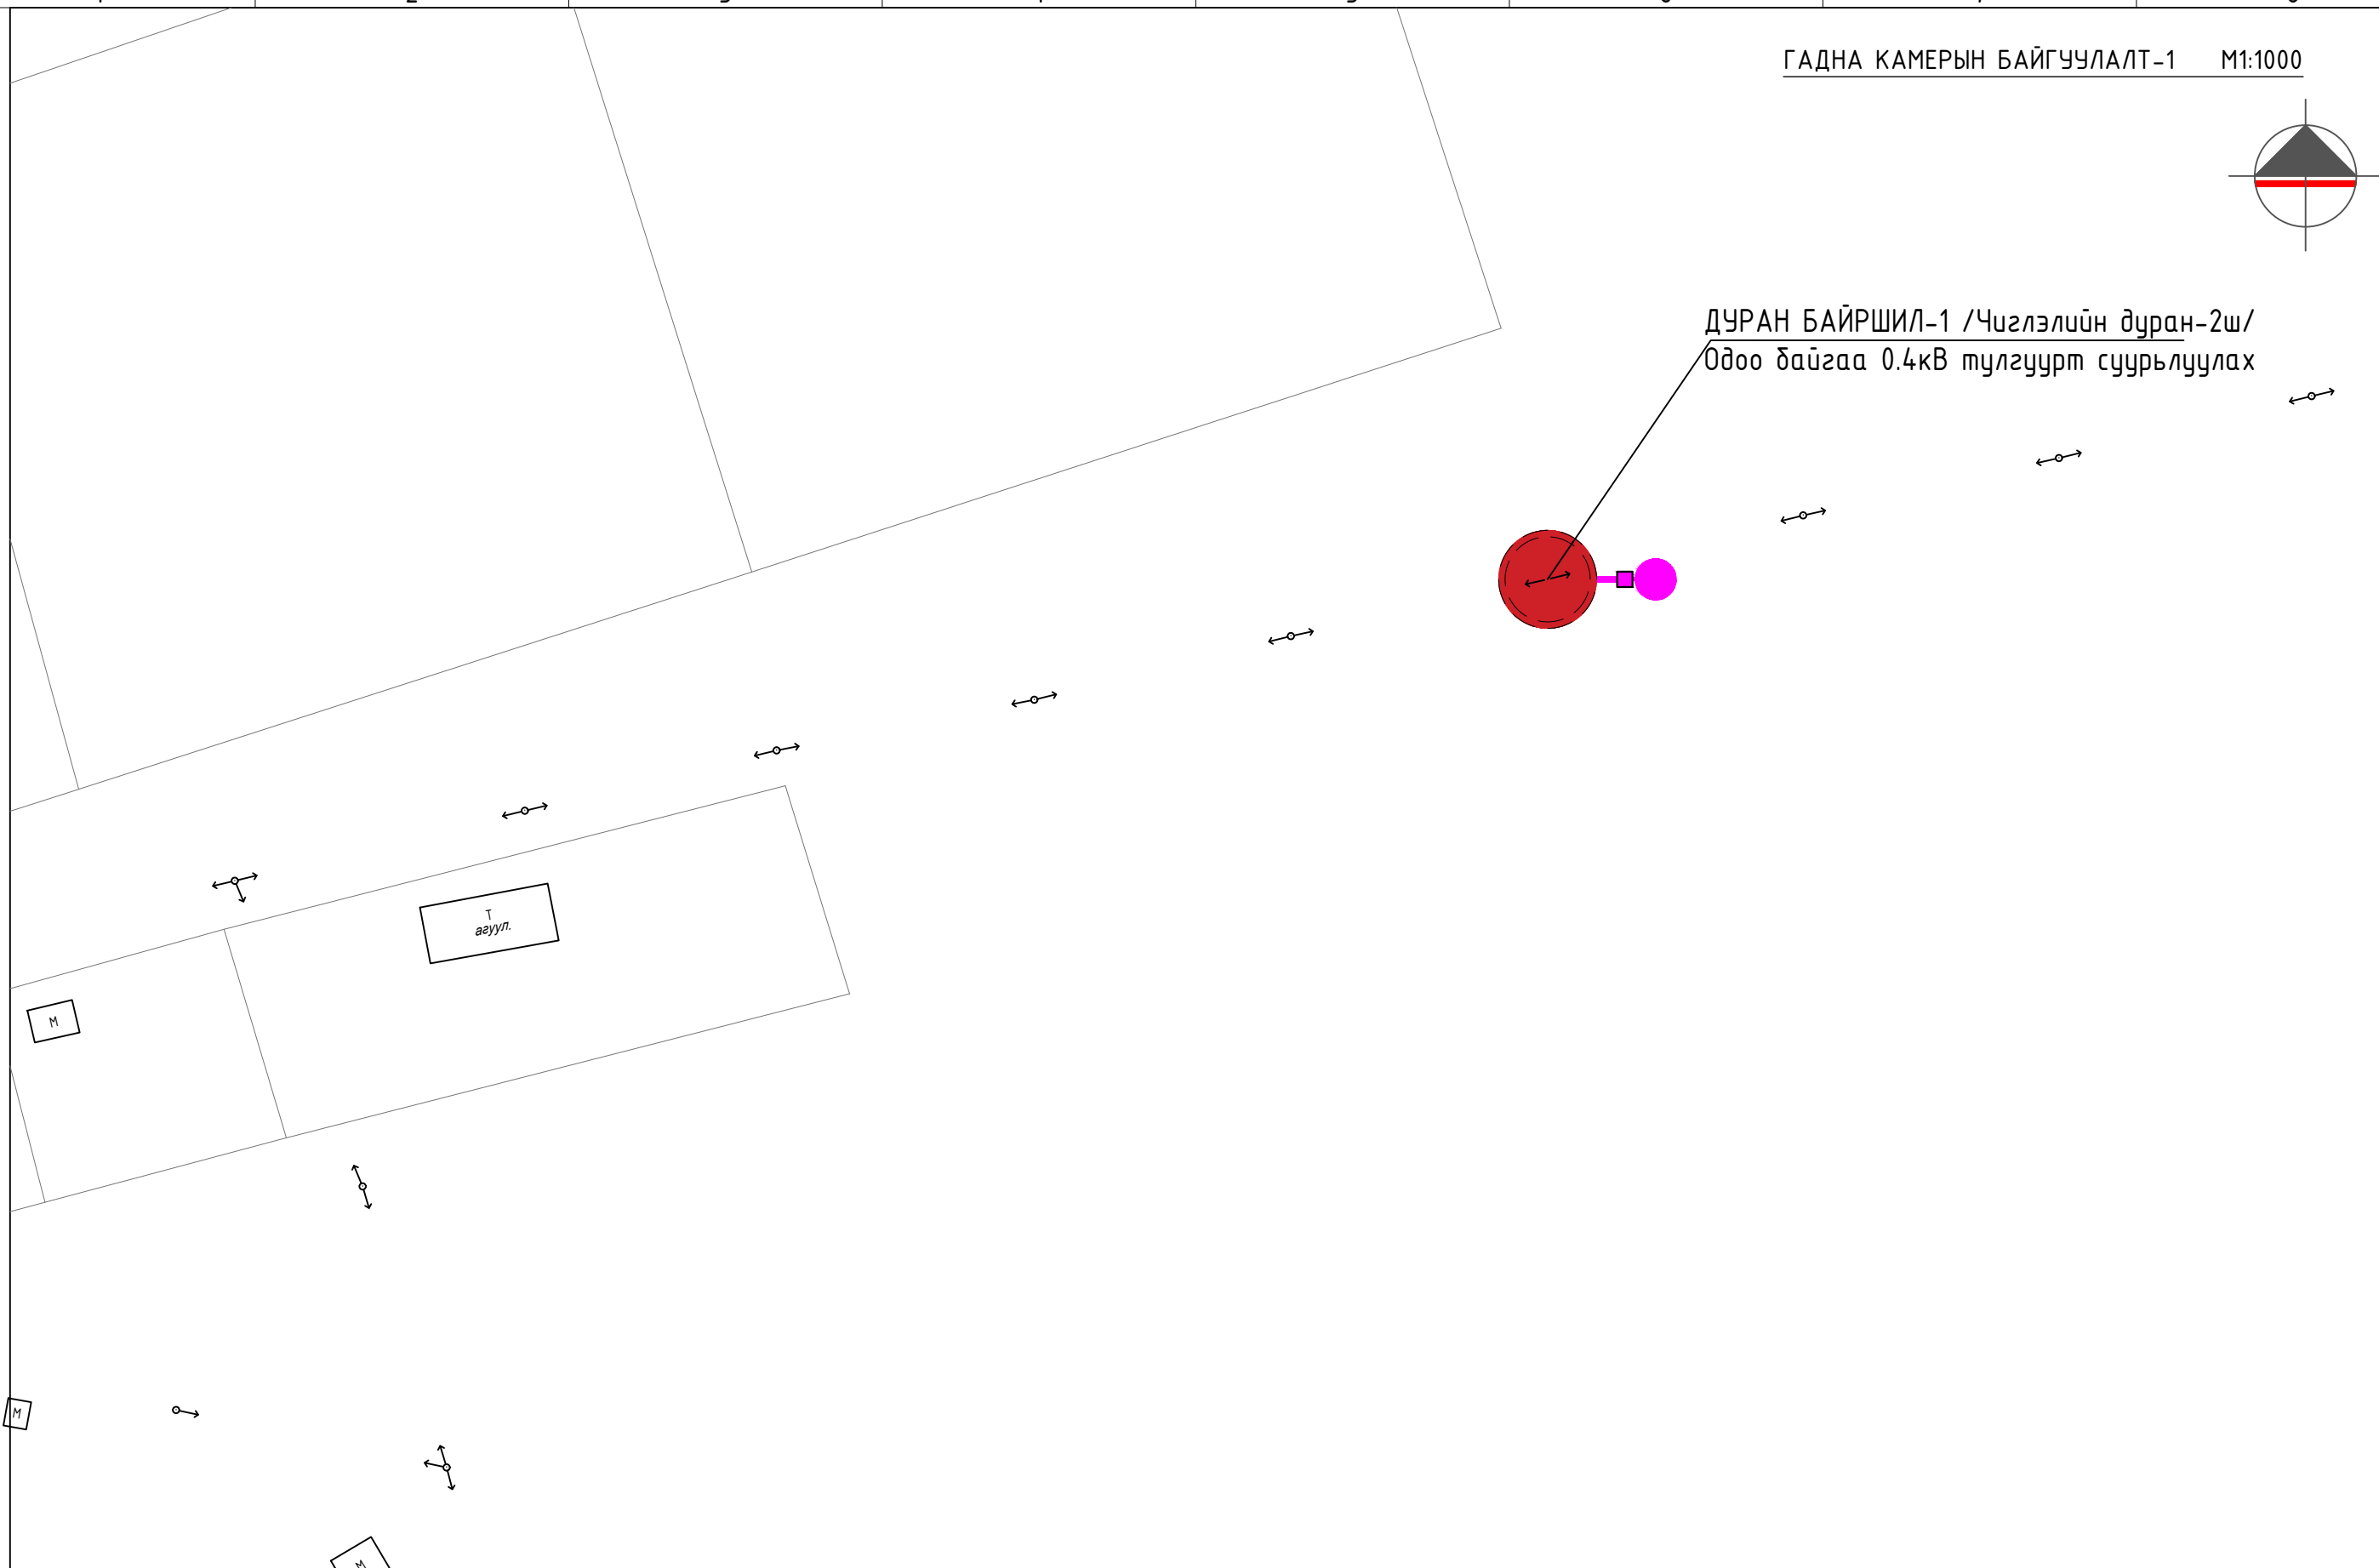 ГАДНА КАМЕРЫН БАЙГУУЛАЛТ-1 М1:1000
ДУРАН БАЙРШИЛ-1 /Чиглэлийн дуран-2ш/
Одоо байгаа 0.4кВ тулгуурт суурьлуулах
Т
агуул.
М
М
М